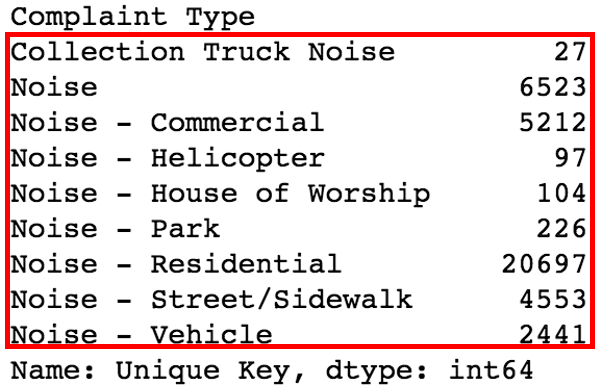 Complaint Type
Collection Truck Noise 27
Noise 6523
Noise - Commercial 5212
Noise - Helicopter 97
Noise - House of Worship 104
Noise - Park 226
Noise - Residential 20697
Noise - Street/Sidewalk 4553
Noise - Vehicle 2441
Name: Unique Key, dtype: int64